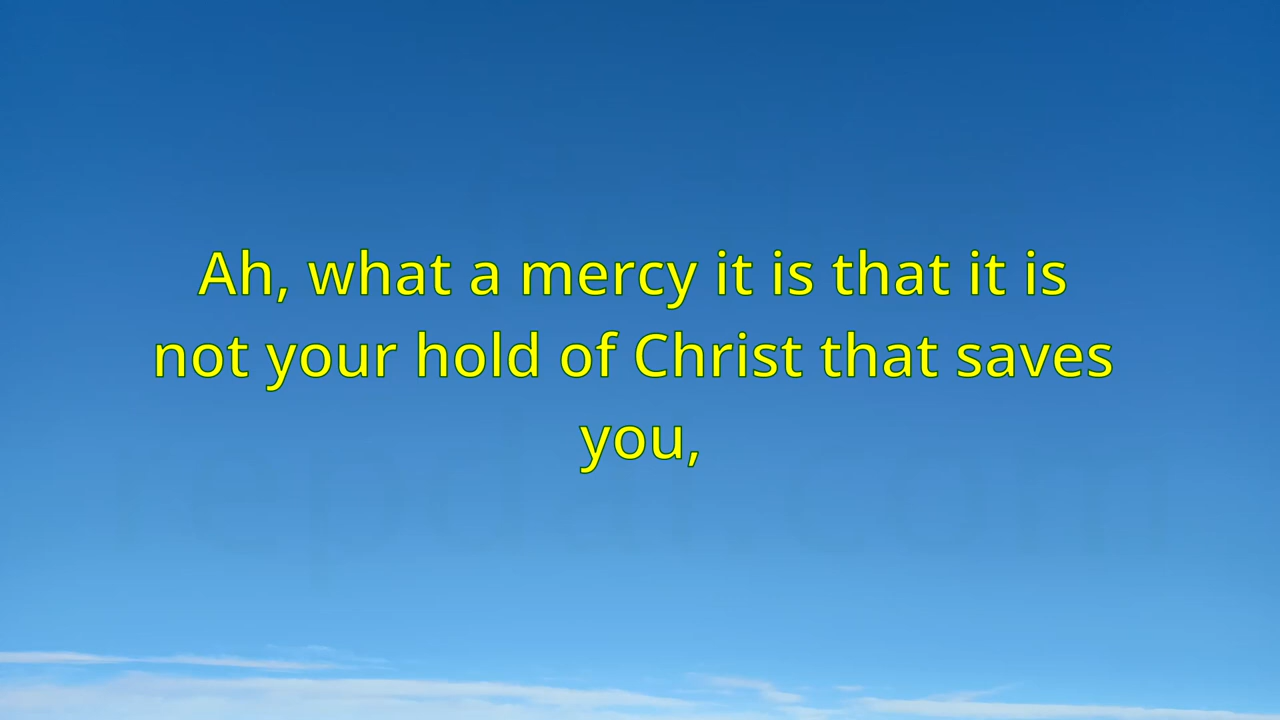 Ah, what a mercy it is that it is
not your hold of Christ that saves
you,